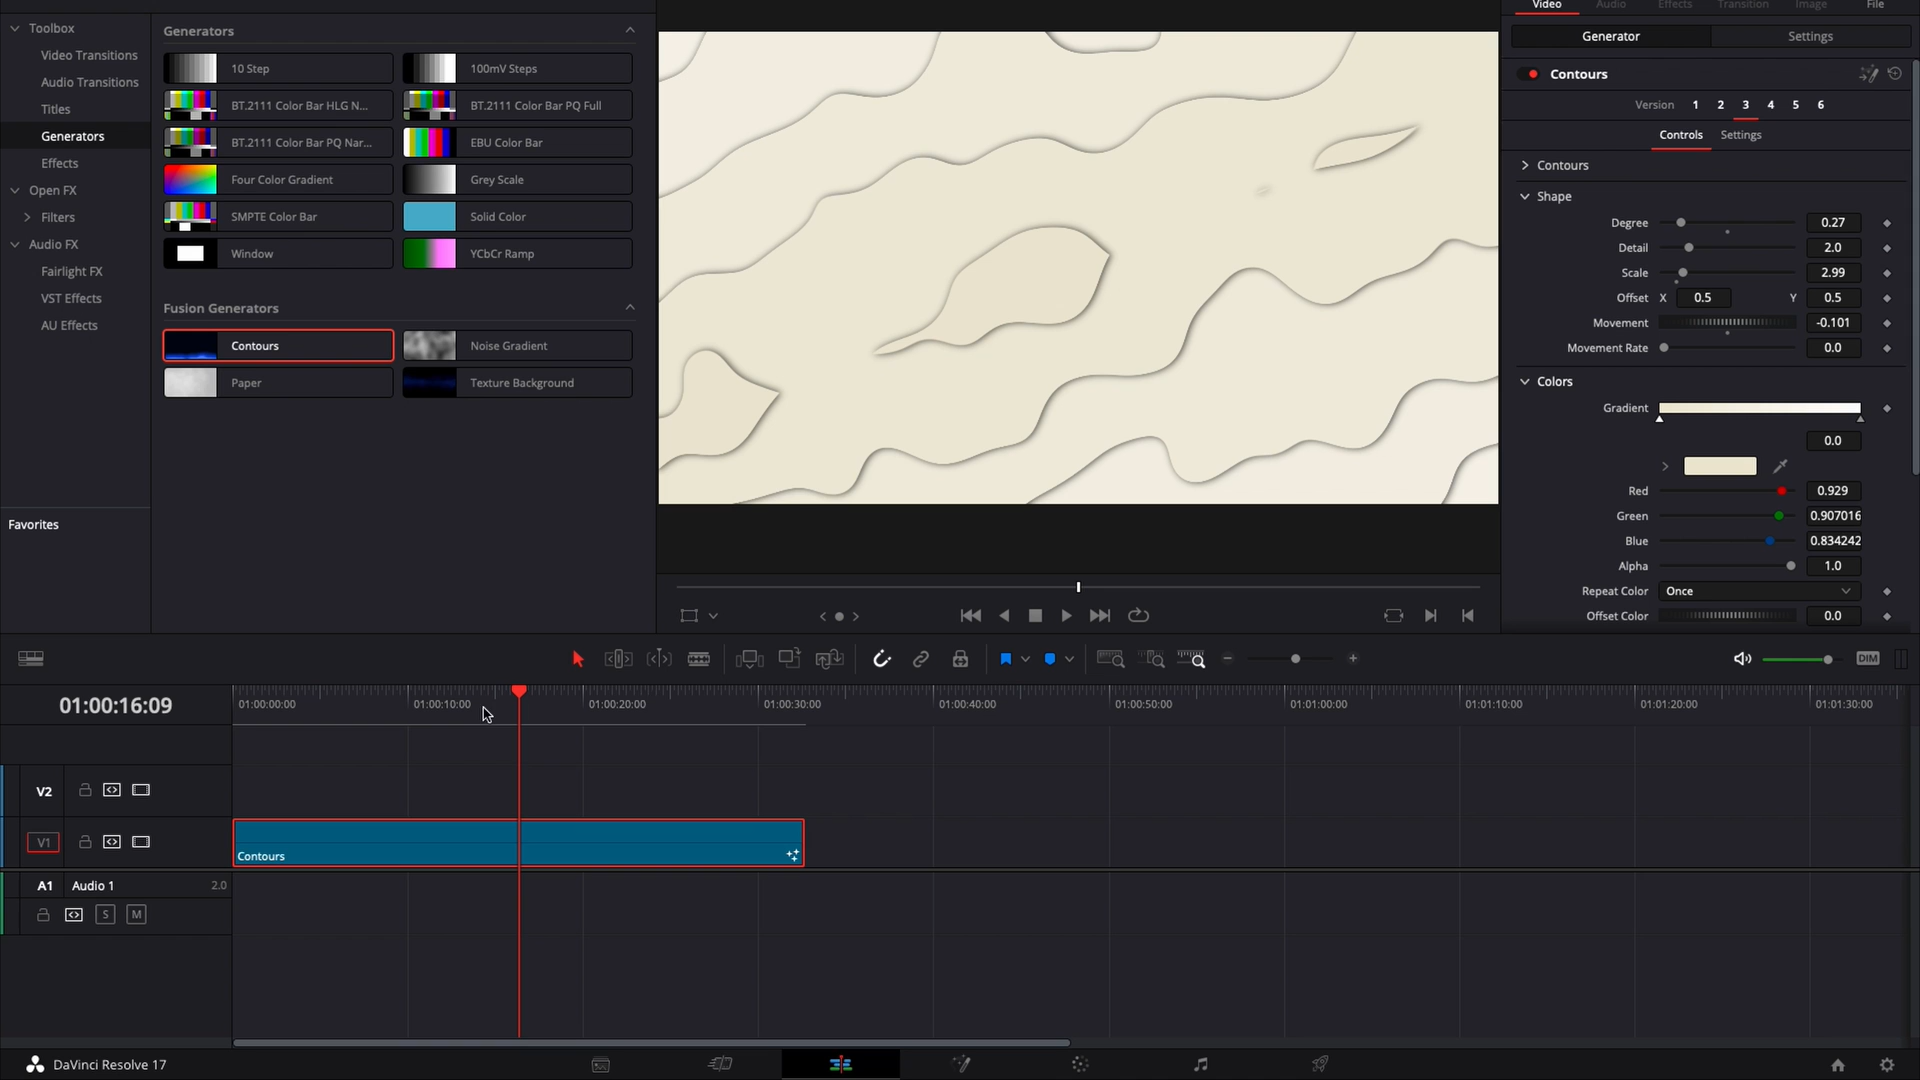 Toolbox
Video Transitions
Audio Transitions
Titles
Generators
Effects
Open FX
Filters
Audio FX
Fairlight FX
VST Effects
AU Effects
Favorites
Generators
10 Step
100mV Steps
BT.2111 Color Bar HLG N...
BT.2111 Color Bar PQ Full
BT.2111 Color Bar PQ Nar...
EBU Color Bar
Four Color Gradient
Grey Scale
SMPTE Color Bar
Solid Color
Window
YCbCr Ramp
Fusion Generators
Contours
Noise Gradient
Paper
Texture Background
Video Audio Effects Transition Image File
Generator Settings
Contours
Version 1 2 3 4 5 6
Controls Settings
Contours
Shape
Degree 0.27
Detail 2.0
Scale 2.99
Offset X 0.5 Y 0.5
Movement -0.101
Movement Rate 0.0
Colors
Gradient
0.0
Red 0.929
Green 0.907016
Blue 0.834242
Alpha 1.0
Repeat Color Once
Offset Color 0.0
DIM
01:00:16:09
01:00:00:00 01:00:10:00 01:00:20:00 01:00:30:00 01:00:40:00 01:00:50:00 01:01:00:00 01:01:10:00 01:01:20:00 01:01:30:00
V2
V1
Contours
A1 Audio 1 2.0
S M
DaVinci Resolve 17